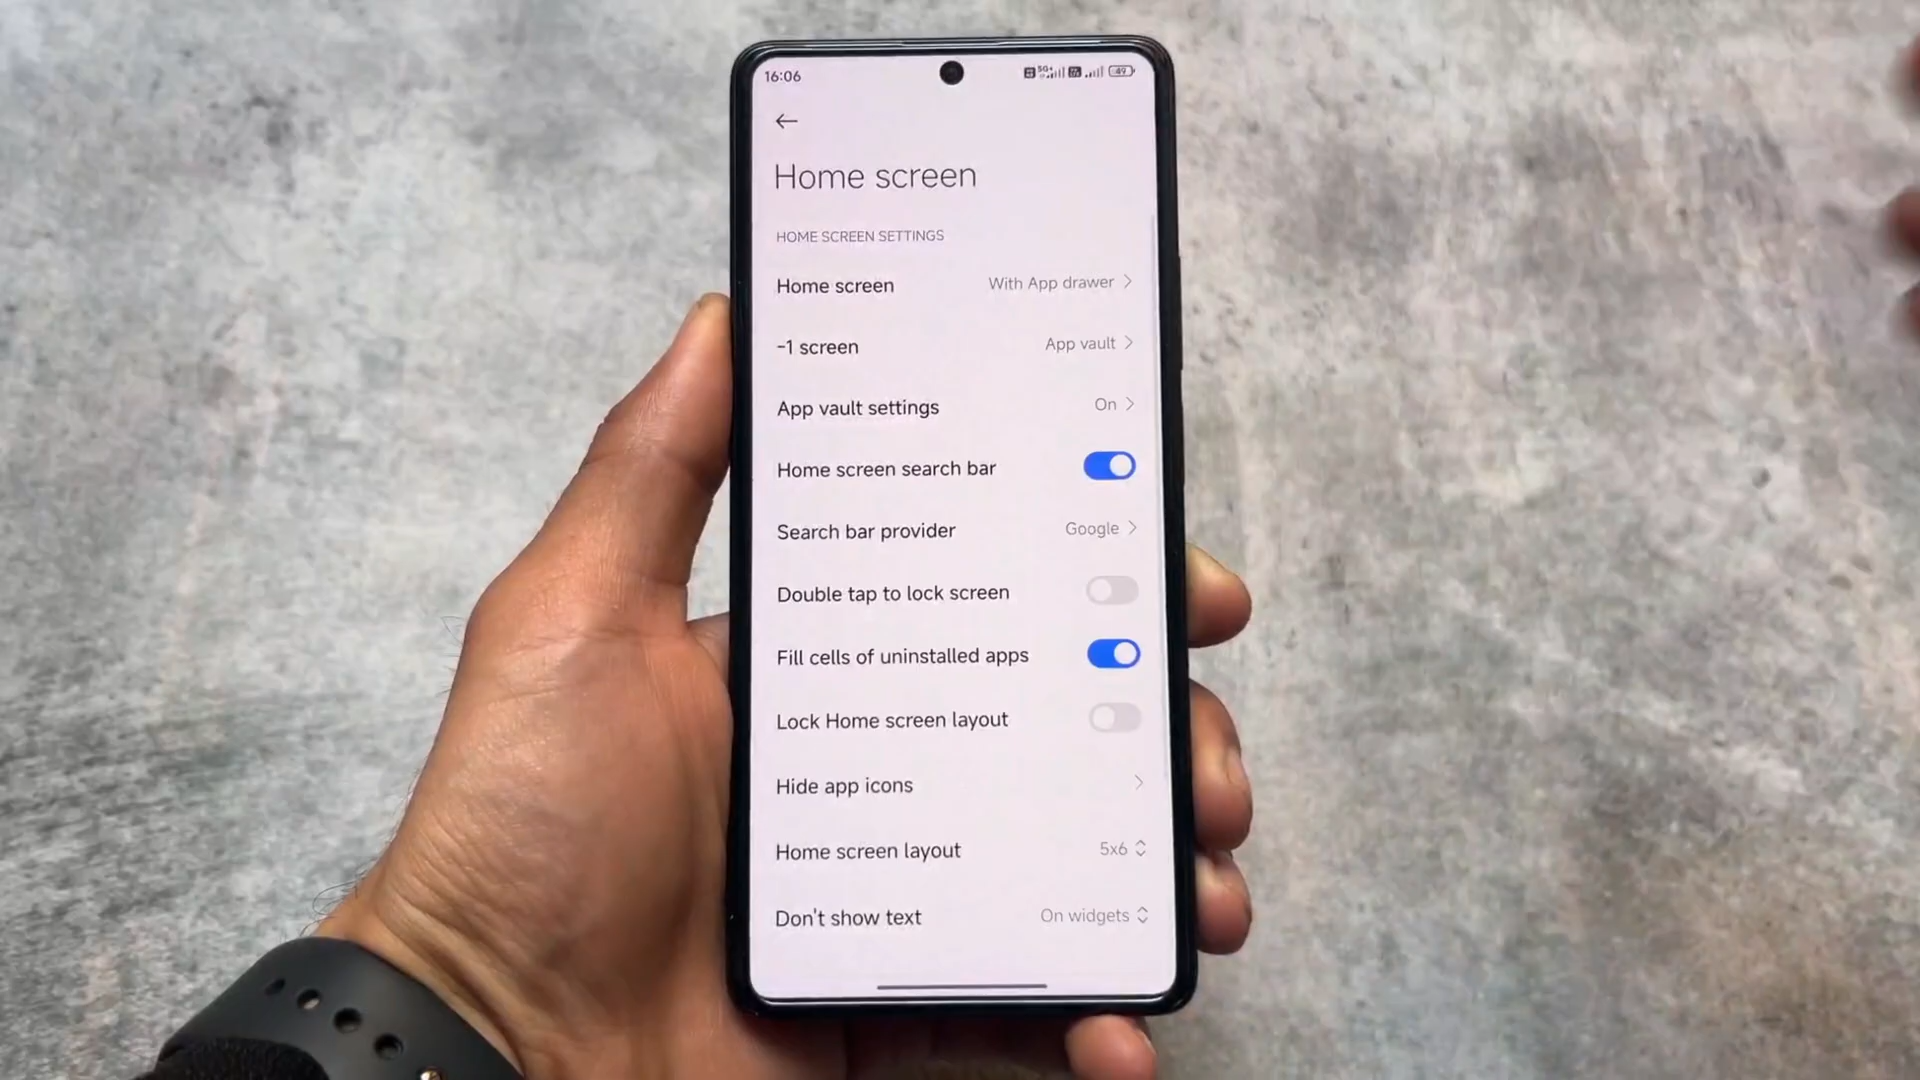 16:06
5G+
49
Home screen
HOME SCREEN SETTINGS
Home screen With App drawer
-1 screen App vault
App vault settings On
Home screen search bar
Search bar provider Google
Double tap to lock screen
Fill cells of uninstalled apps
Lock Home screen layout
Hide app icons
Home screen layout 5x6
Don't show text On widgets